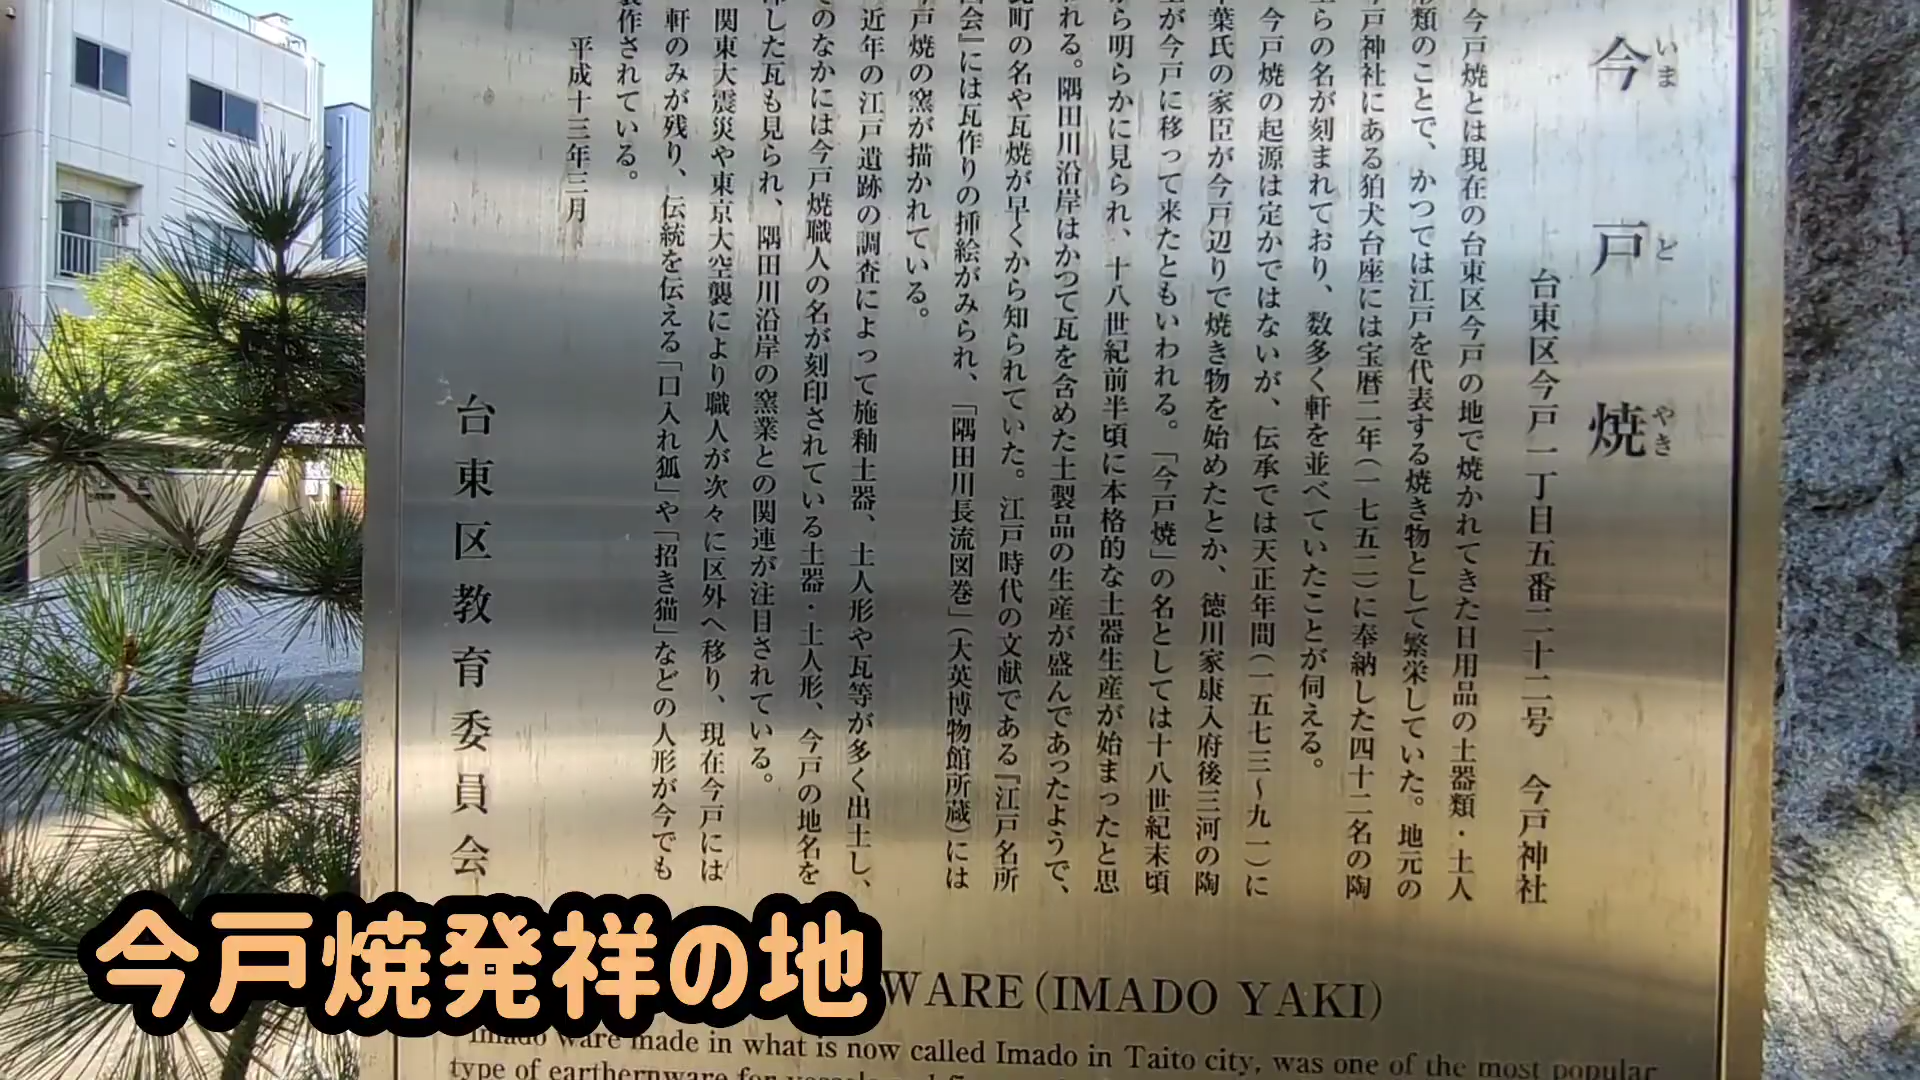 今戸焼
いまどやき
台東区今戸一丁目五番二十二号 今戸神社
今戸焼とは現在の台東区今戸の地で焼かれてきた日用品の土器類・土人
形類のことで、かつては江戸を代表する焼き物として繁栄していた。地元の
今戸神社にある狛犬台座には宝暦二年(一七五二)に奉納した四十二名の陶
らの名が刻まれており、数多く軒を並べていたことが伺える。
今戸焼の起源は定かではないが、伝承では天正年間(一五七三~九一)に
千葉氏の家臣が今戸辺りで焼き物を始めたとか、徳川家康入府後三河の陶
が今戸に移って来たともいわれる。「今戸焼」の名としては十八世紀末頃
から明らかに見られ、十八世紀前半頃に本格的な土器生産が始まったと思
われる。隅田川沿岸はかつて瓦を含めた土製品の生産が盛んであったようで、
瓦町の名や瓦焼が早くから知られていた。江戸時代の文献である『江戸名所
図会』には瓦作りの挿絵がみられ、「隅田川長流図巻」(大英博物館所蔵)には
今戸焼の窯が描かれている。
近年の江戸遺跡の調査によって施釉土器、土人形や瓦等が多く出土し、
そのなかには今戸焼職人の名が刻印されている土器・土人形、今戸の地名を
した瓦も見られ、隅田川沿岸の窯業との関連が注目されている。
関東大震災や東京大空襲により職人が次々に区外へ移り、現在今戸には
軒のみが残り、伝統を伝える「口入れ狐」や「招き猫」などの人形が今でも
製作されている。
平成十三年三月
台東区教育委員会
今戸焼発祥の地
WARE(IMADO YAKI)
Imado ware made in what is now called Imado in Taito city, was one of the most popular
type of earthernware for